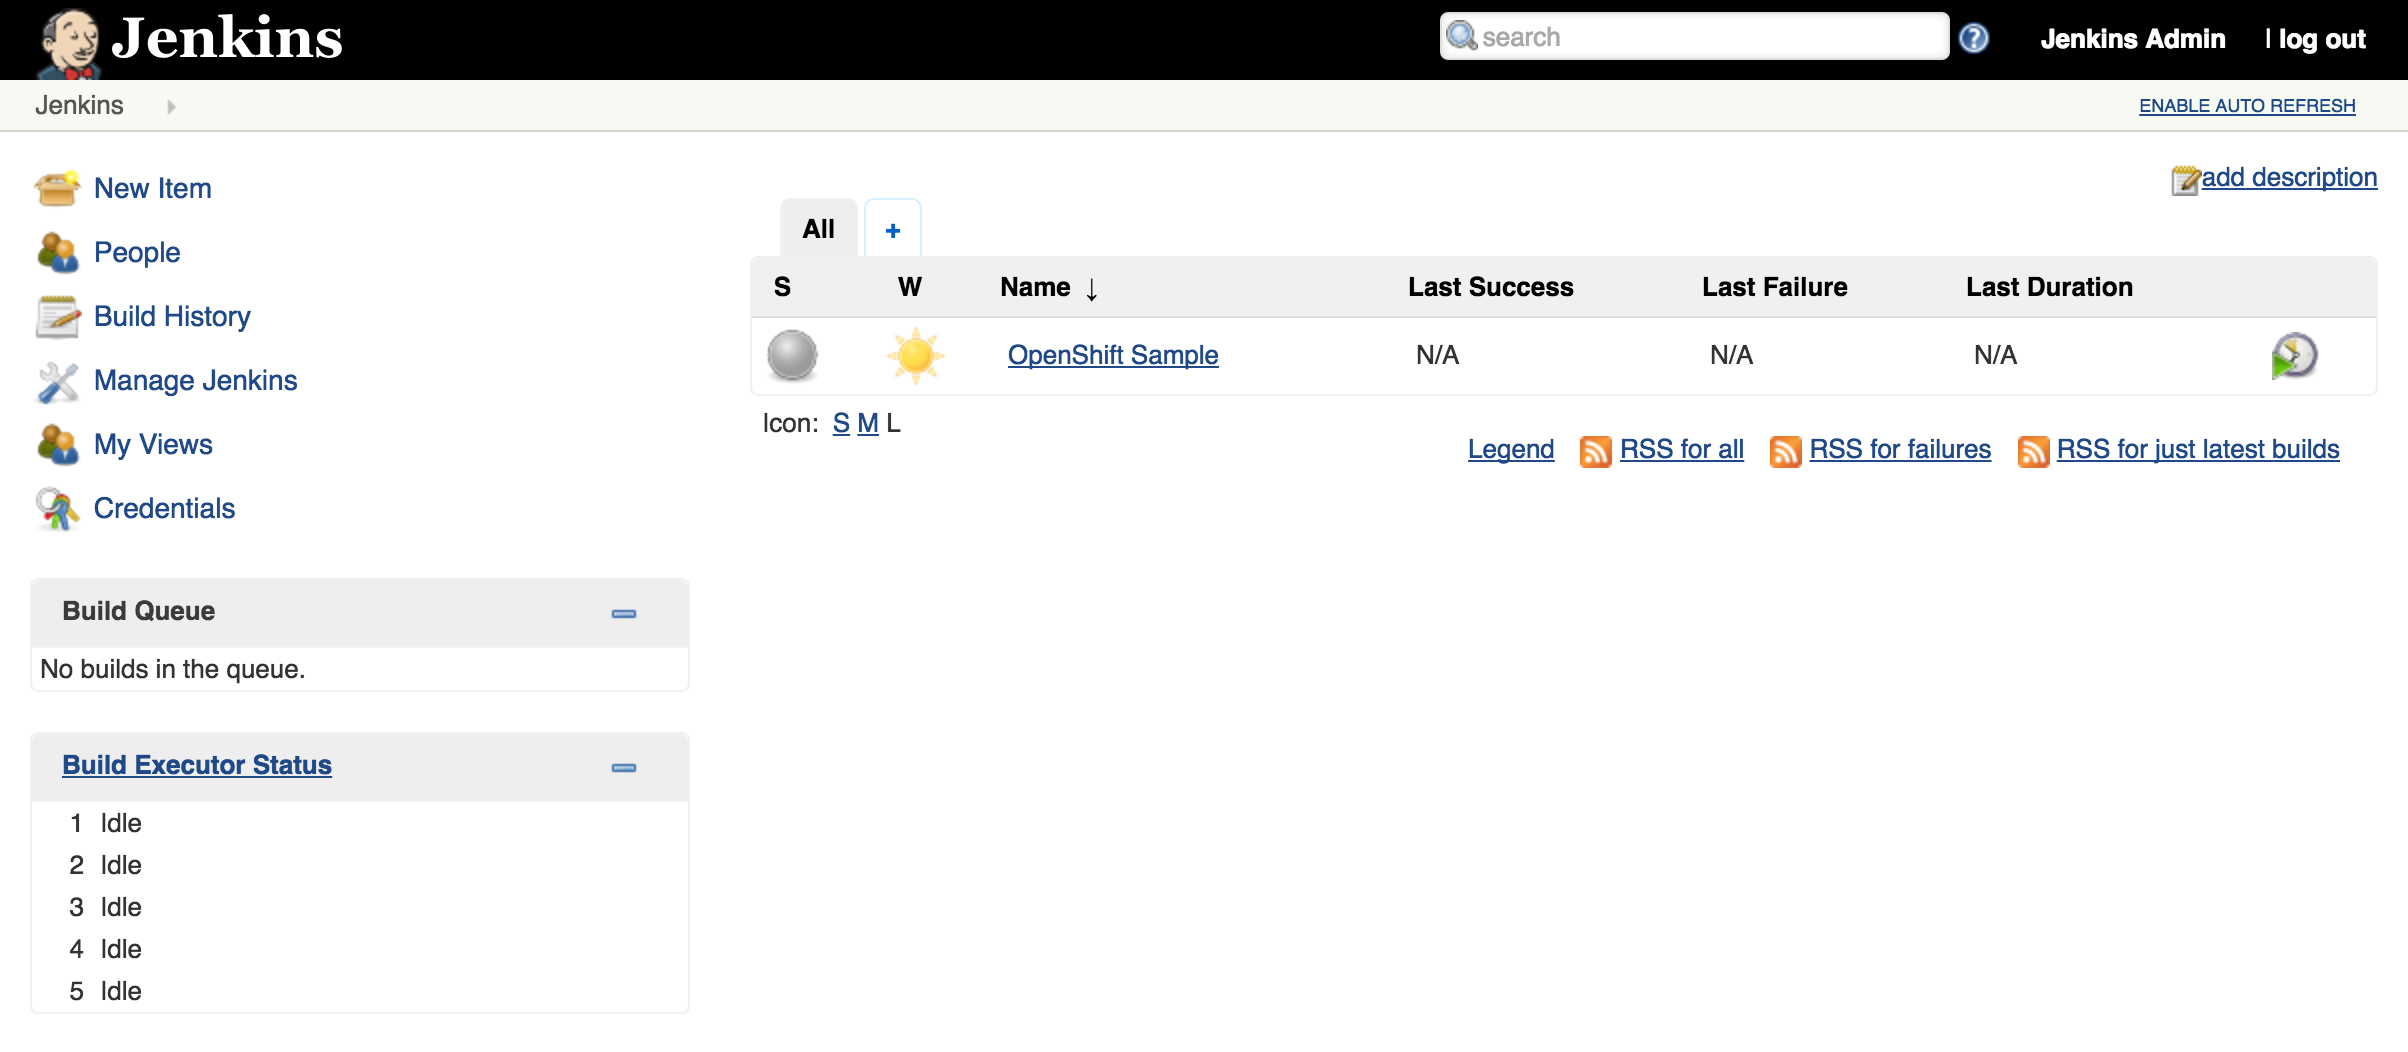 Jenkins
search
Jenkins Admin | log out
Jenkins
ENABLE AUTO REFRESH
New Item
People
Build History
Manage Jenkins
My Views
Credentials
add description
All +
S W Name ↓ Last Success Last Failure Last Duration
OpenShift Sample N/A N/A N/A
Icon: S M L
Legend RSS for all RSS for failures RSS for just latest builds
Build Queue
No builds in the queue.
Build Executor Status
1 Idle
2 Idle
3 Idle
4 Idle
5 Idle